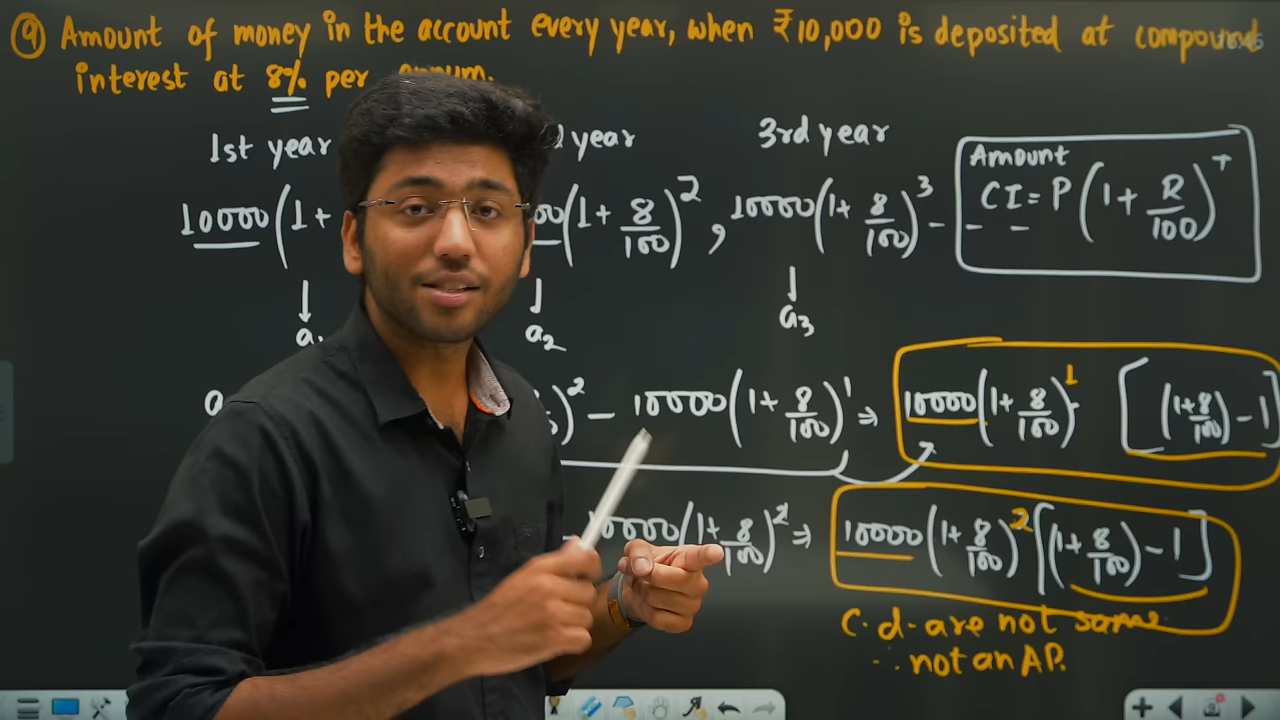 9 Amount of money in the account every year, when ₹10,000 is deposited at compound
interest at 8% per annum.
1st year year 3rd year
10000(1+ 00(1+8/100)^2, 10000(1+8/100)^3 - - -
Amount
CI = P(1+R/100)^T
↓ ↓ ↓
a a2 a3
a )^2 - 10000(1+8/100)^1 ⇒ 10000(1+8/100)^1 [(1+8/100)-1]
- 10000(1+8/100)^2 ⇒ 10000(1+8/100)^2[(1+8/100)-1]
C.d. are not same
∴ not an AP.